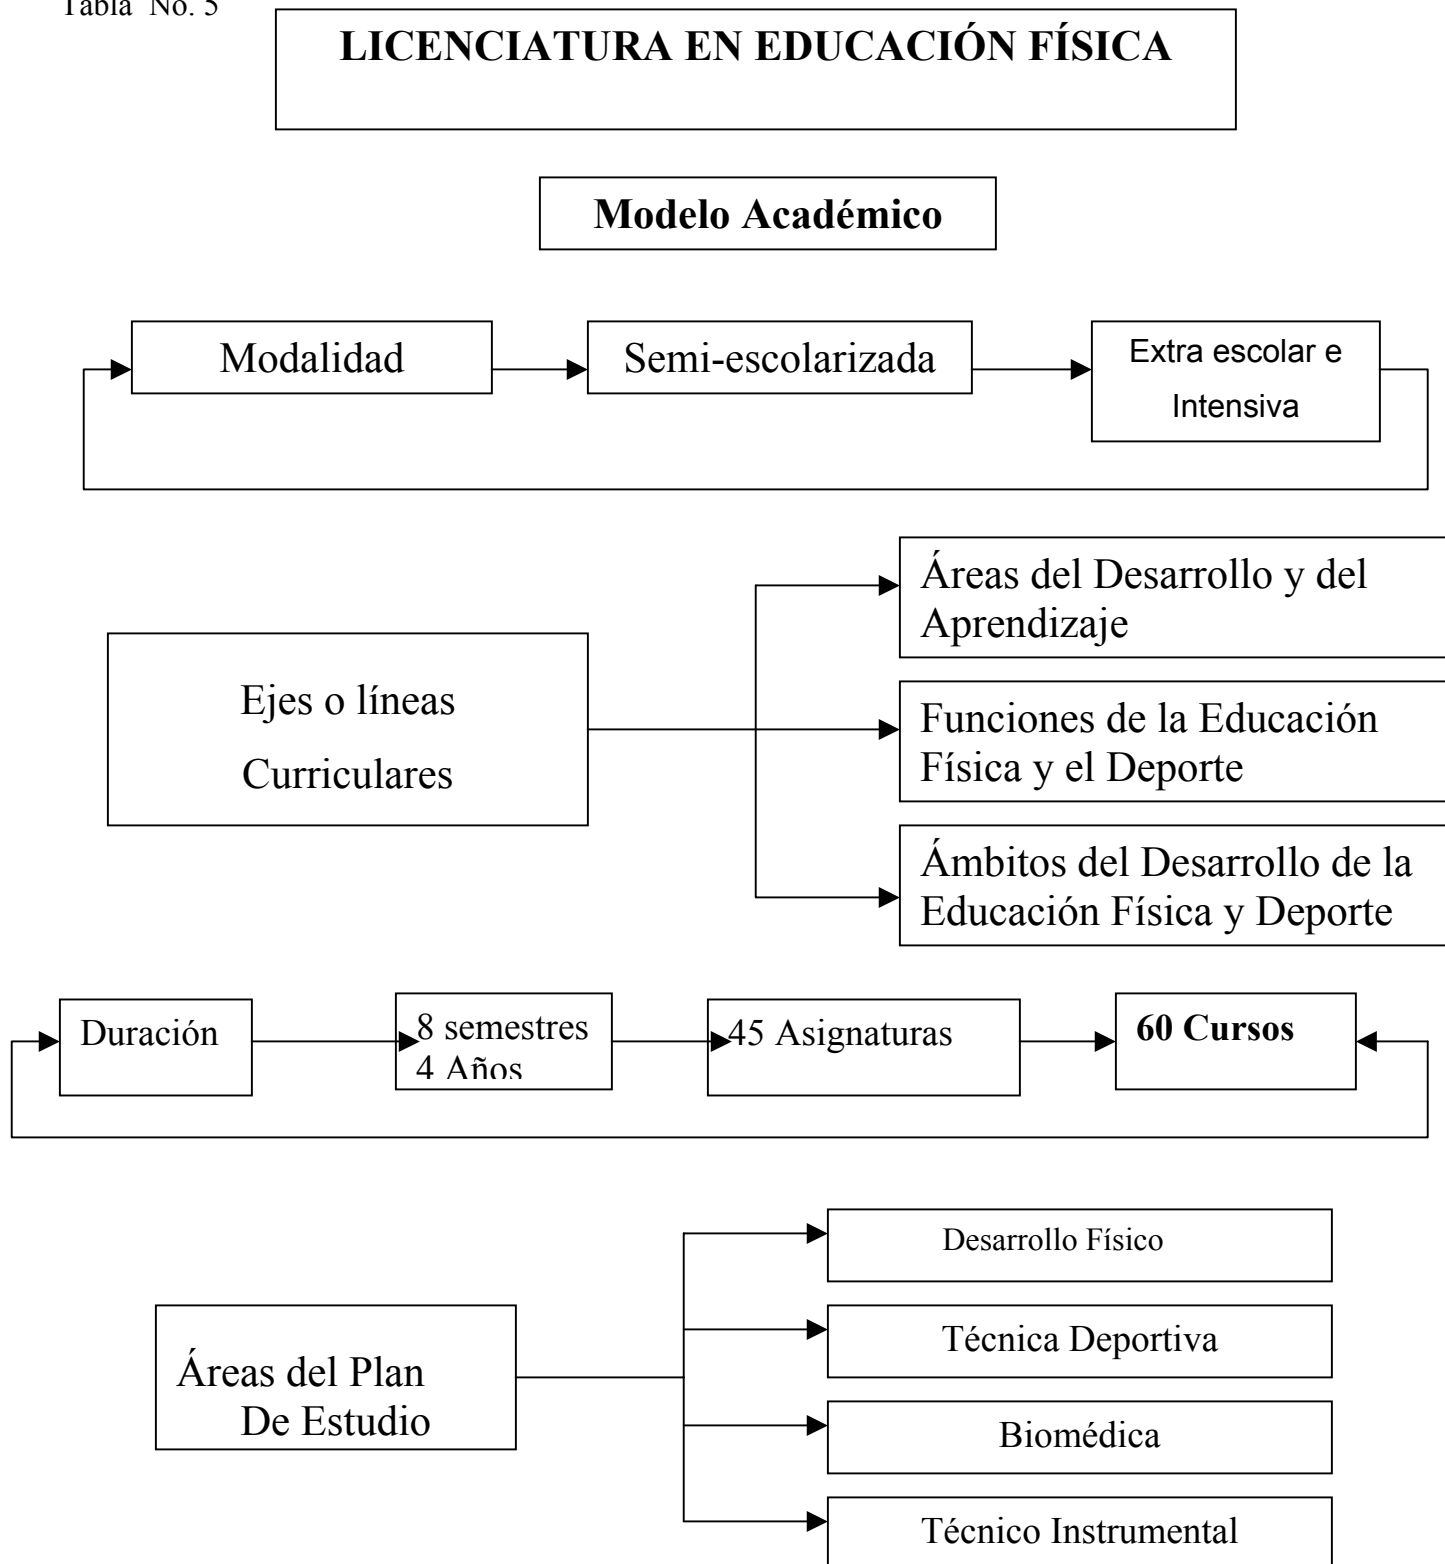 Tabla No. 5
LICENCIATURA EN EDUCACIÓN FÍSICA
Modelo Académico
Modalidad
Semi-escolarizada
Extra escolar e
Intensiva
Ejes o líneas
Curriculares
Áreas del Desarrollo y del
Aprendizaje
Funciones de la Educación
Física y el Deporte
Ámbitos del Desarrollo de la
Educación Física y Deporte
Duración
8 semestres
4 Años
45 Asignaturas
60 Cursos
Áreas del Plan
De Estudio
Desarrollo Físico
Técnica Deportiva
Biomédica
Técnico Instrumental